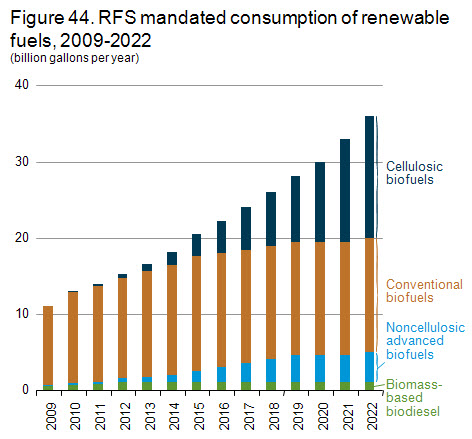 Figure 44. RFS mandated consumption of renewable
fuels, 2009-2022
(billion gallons per year)
40
30
20
10
0
Cellulosic
biofuels
Conventional
biofuels
Noncellulosic
advanced
biofuels
Biomass-
based
biodiesel
2009
2010
2011
2012
2013
2014
2015
2016
2017
2018
2019
2020
2021
2022